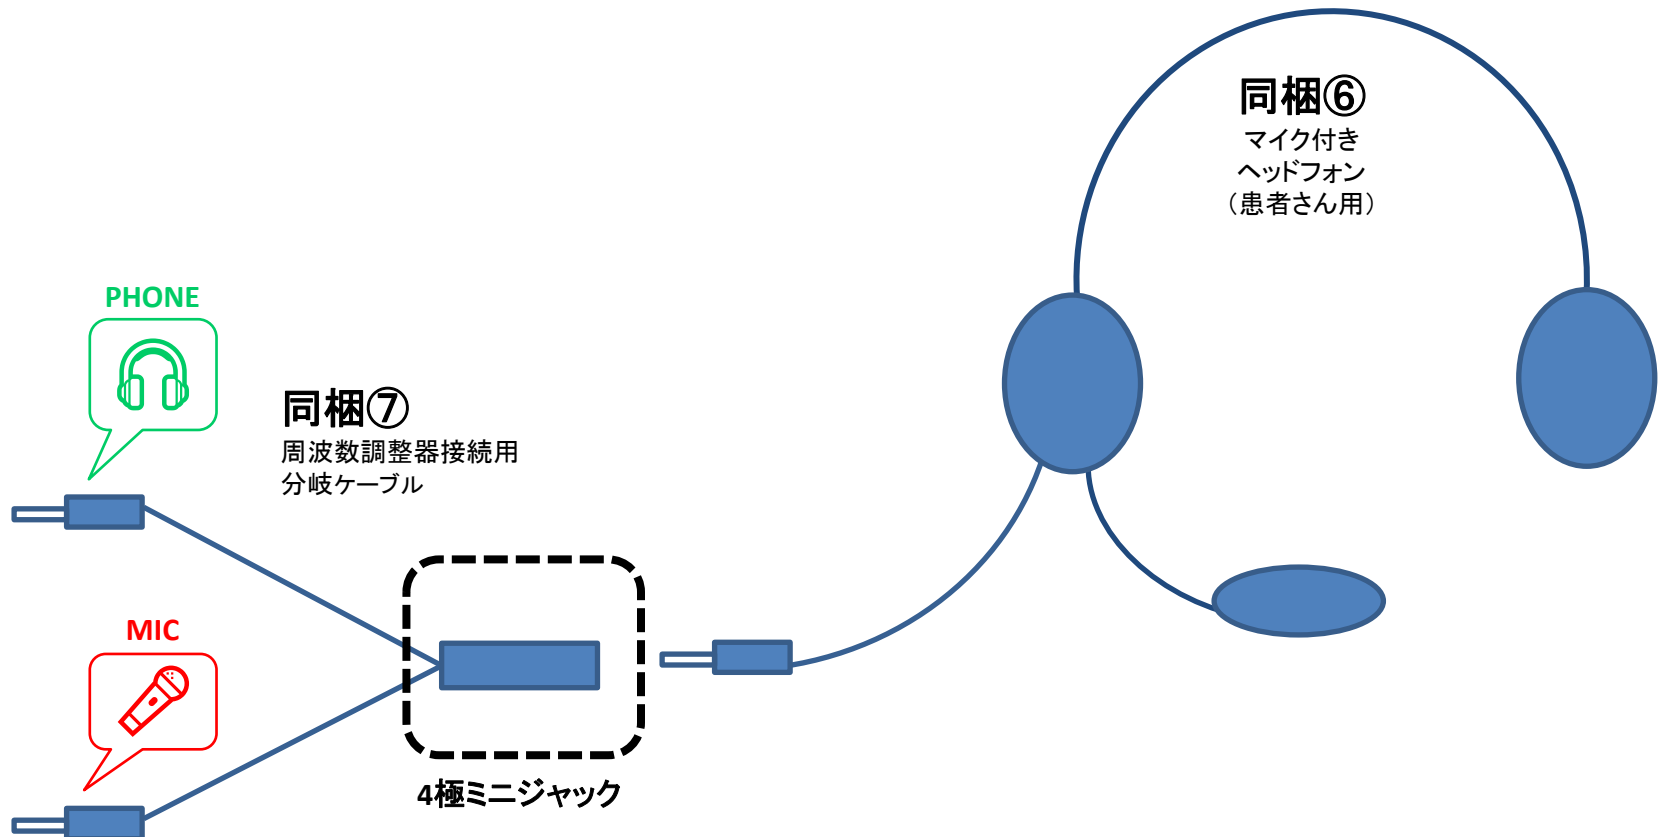 同梱⑥
マイク付き
ヘッドフォン
（患者さん用）
PHONE
同梱⑦
周波数調整器接続用
分岐ケーブル
MIC
4極ミニジャック